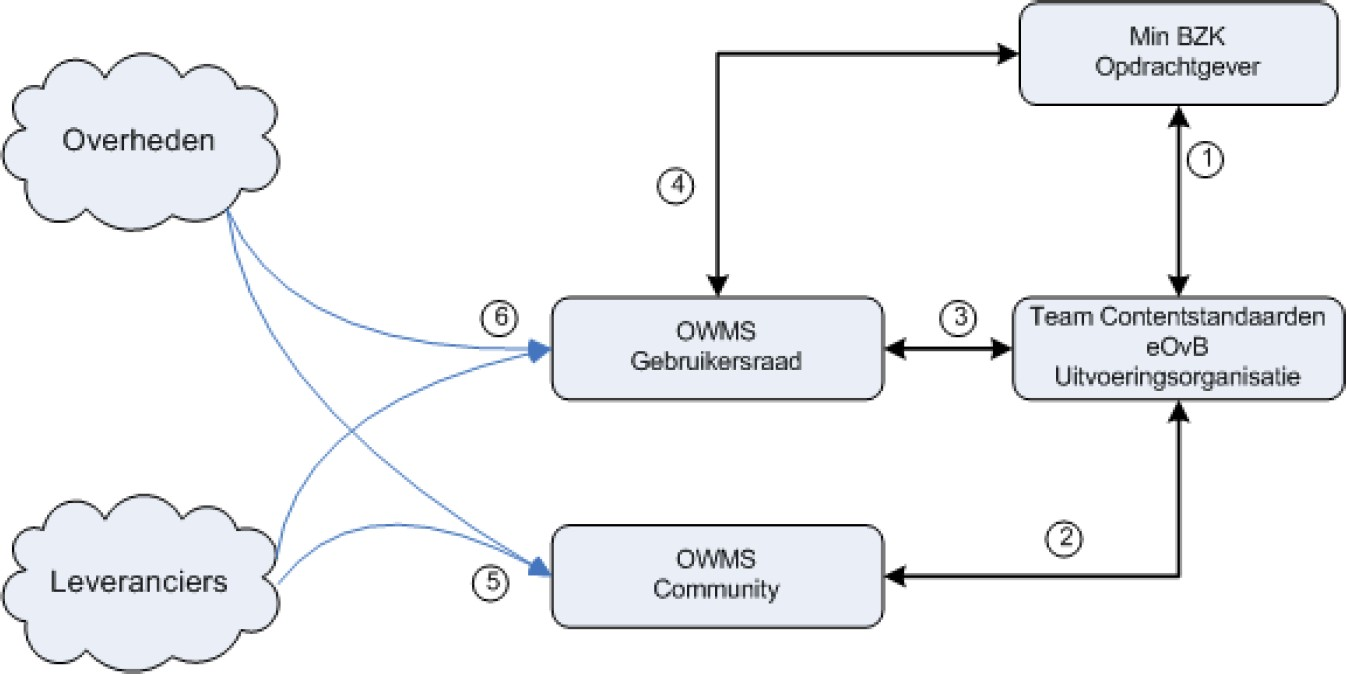 Min BZK
Opdrachtgever
Overheden
1
4
6
OWMS
Gebruikersraad
3
Team Contentstandaarden
eOvB
Uitvoeringsorganisatie
Leveranciers
5
OWMS
Community
2